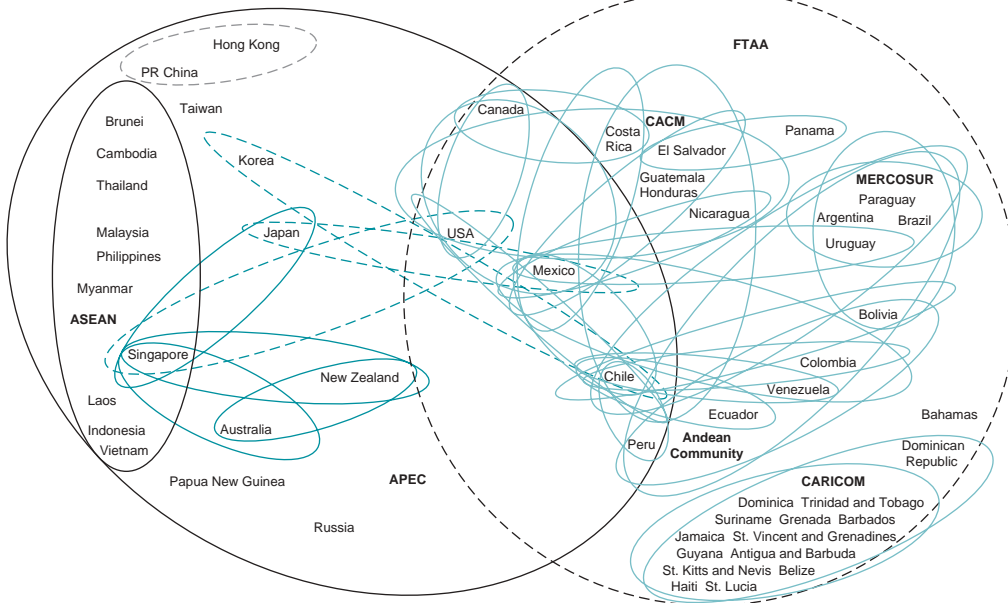 FTAA
Hong Kong
PR China
Taiwan
Brunei
Cambodia
Thailand
Malaysia
Philippines
Myanmar
ASEAN
Singapore
Laos
Indonesia
Vietnam
Korea
Japan
New Zealand
Australia
Papua New Guinea
APEC
Russia
Canada
USA
Mexico
Chile
Peru
Costa
Rica
CACM
El Salvador
Panama
Guatemala
Honduras
Nicaragua
MERCOSUR
Paraguay
Argentina Brazil
Uruguay
Bolivia
Colombia
Venezuela
Ecuador
Andean
Community
Bahamas
Dominican
Republic
CARICOM
Dominica Trinidad and Tobago
Suriname Grenada Barbados
Jamaica St. Vincent and Grenadines
Guyana Antigua and Barbuda
St. Kitts and Nevis Belize
Haiti St. Lucia